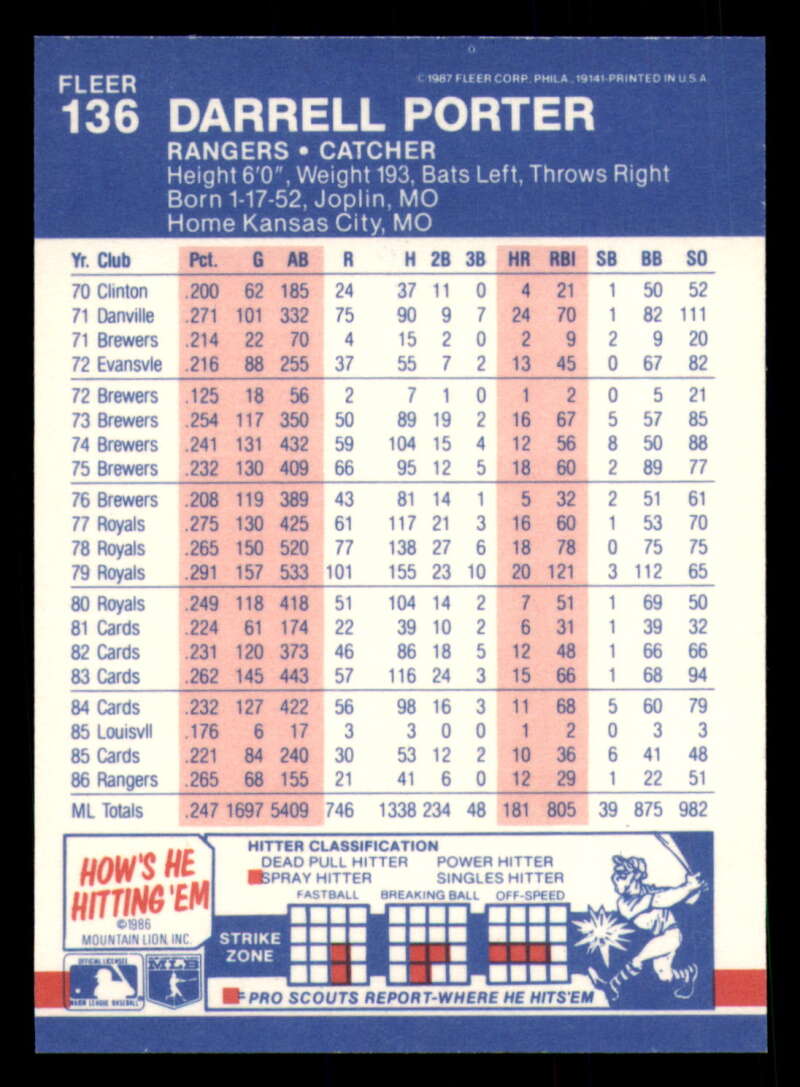 ©1987 FLEER CORP. PHILA., 19141-PRINTED IN U.S.A.
FLEER
136 DARRELL PORTER
RANGERS • CATCHER
Height 6'0", Weight 193, Bats Left, Throws Right
Born 1-17-52, Joplin, MO
Home Kansas City, MO
Yr. Club Pct. G AB R H 2B 3B HR RBI SB BB SO
70 Clinton .200 62 185 24 37 11 0 4 21 1 50 52
71 Danville .271 101 332 75 90 9 7 24 70 1 82 111
71 Brewers .214 22 70 4 15 2 0 2 9 2 9 20
72 Evansvle .216 88 255 37 55 7 2 13 45 0 67 82
72 Brewers .125 18 56 2 7 1 0 1 2 0 5 21
73 Brewers .254 117 350 50 89 19 2 16 67 5 57 85
74 Brewers .241 131 432 59 104 15 4 12 56 8 50 88
75 Brewers .232 130 409 66 95 12 5 18 60 2 89 77
76 Brewers .208 119 389 43 81 14 1 5 32 2 51 61
77 Royals .275 130 425 61 117 21 3 16 60 1 53 70
78 Royals .265 150 520 77 138 27 6 18 78 0 75 75
79 Royals .291 157 533 101 155 23 10 20 121 3 112 65
80 Royals .249 118 418 51 104 14 2 7 51 1 69 50
81 Cards .224 61 174 22 39 10 2 6 31 1 39 32
82 Cards .231 120 373 46 86 18 5 12 48 1 66 66
83 Cards .262 145 443 57 116 24 3 15 66 1 68 94
84 Cards .232 127 422 56 98 16 3 11 68 5 60 79
85 Louisvll .176 6 17 3 3 0 0 1 2 0 3 3
85 Cards .221 84 240 30 53 12 2 10 36 6 41 48
86 Rangers .265 68 155 21 41 6 0 12 29 1 22 51
ML Totals .247 1697 5409 746 1338 234 48 181 805 39 875 982
HOW'S HE
HITTING 'EM
©1986
MOUNTAIN LION, INC.
HITTER CLASSIFICATION
DEAD PULL HITTER POWER HITTER
SPRAY HITTER SINGLES HITTER
FASTBALL BREAKING BALL OFF-SPEED
STRIKE
ZONE
= PRO SCOUTS REPORT-WHERE HE HITS'EM
OFFICIAL LICENSEE
MAJOR LEAGUE BASEBALL
MLB